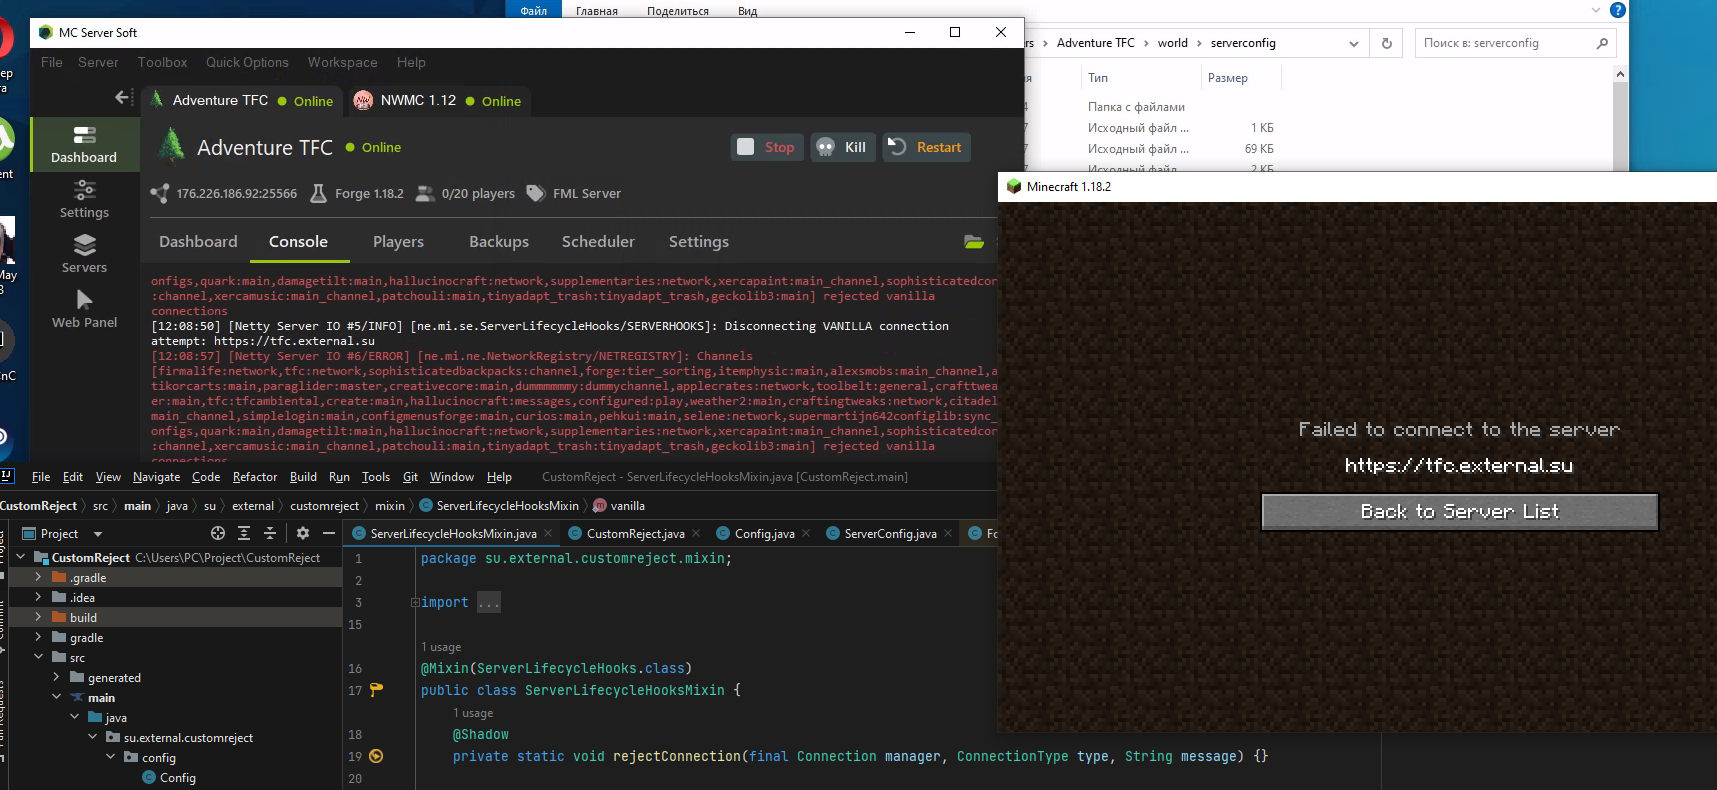 Файл
Главная
Поделиться
Вид
MC Server Soft
File Server Toolbox Quick Options Workspace Help
Adventure TFC Online
NWMC 1.12 Online
Adventure TFC Online
Stop
Kill
Restart
176.226.186.92:25566
Forge 1.18.2
0/20 players
FML Server
Dashboard
Settings
Servers
Web Panel
Dashboard Console Players Backups Scheduler Settings
onfigs,quark:main,damagetilt:main,hallucinocraft:network,supplementaries:network,xercapaint:main_channel,sophisticatedcor
:channel,xercamusic:main_channel,patchouli:main,tinyadapt_trash:tinyadapt_trash,geckolib3:main] rejected vanilla
connections
[12:08:50] [Netty Server IO #5/INFO] [ne.mi.se.ServerLifecycleHooks/SERVERHOOKS]: Disconnecting VANILLA connection
attempt: https://tfc.external.su
[12:08:57] [Netty Server IO #6/ERROR] [ne.mi.ne.NetworkRegistry/NETREGISTRY]: Channels
[firmalife:network,tfc:network,sophisticatedbackpacks:channel,forge:tier_sorting,itemphysic:main,alexsmobs:main_channel,a
tikorcarts:main,paraglider:master,creativecore:main,dummmmmmy:dummychannel,applecrates:network,toolbelt:general,crafttwea
er:main,tfc:tfcambiental,create:main,hallucinocraft:messages,configured:play,weather2:main,craftingtweaks:network,citadel
main_channel,simplelogin:main,configmenusforge:main,curios:main,pehkui:main,selene:network,supermartijn642configlib:sync_
onfigs,quark:main,damagetilt:main,hallucinocraft:network,supplementaries:network,xercapaint:main_channel,sophisticatedcor
:channel,xercamusic:main_channel,patchouli:main,tinyadapt_trash:tinyadapt_trash,geckolib3:main] rejected vanilla
connections
rs › Adventure TFC › world › serverconfig
Поиск в: serverconfig
Тип
Размер
Папка с файлами
Исходный файл ... 1 КБ
Исходный файл ... 69 КБ
Исходный файл ... 2 КБ
Minecraft 1.18.2
Failed to connect to the server
https://tfc.external.su
Back to Server List
File Edit View Navigate Code Refactor Build Run Tools Git Window Help
CustomReject - ServerLifecycleHooksMixin.java [CustomReject.main]
CustomReject › src › main › java › su › external › customreject › mixin › ServerLifecycleHooksMixin › vanilla
Project
ServerLifecycleHooksMixin.java
CustomReject.java
Config.java
ServerConfig.java
Fo
CustomReject C:\Users\PC\Project\CustomReject
.gradle
.idea
build
gradle
src
generated
main
java
su.external.customreject
config
Config
1 package su.external.customreject.mixin;
2
3 import ...
15
1 usage
16 @Mixin(ServerLifecycleHooks.class)
17 public class ServerLifecycleHooksMixin {
1 usage
18 @Shadow
19 private static void rejectConnection(final Connection manager, ConnectionType type, String message) {}
20